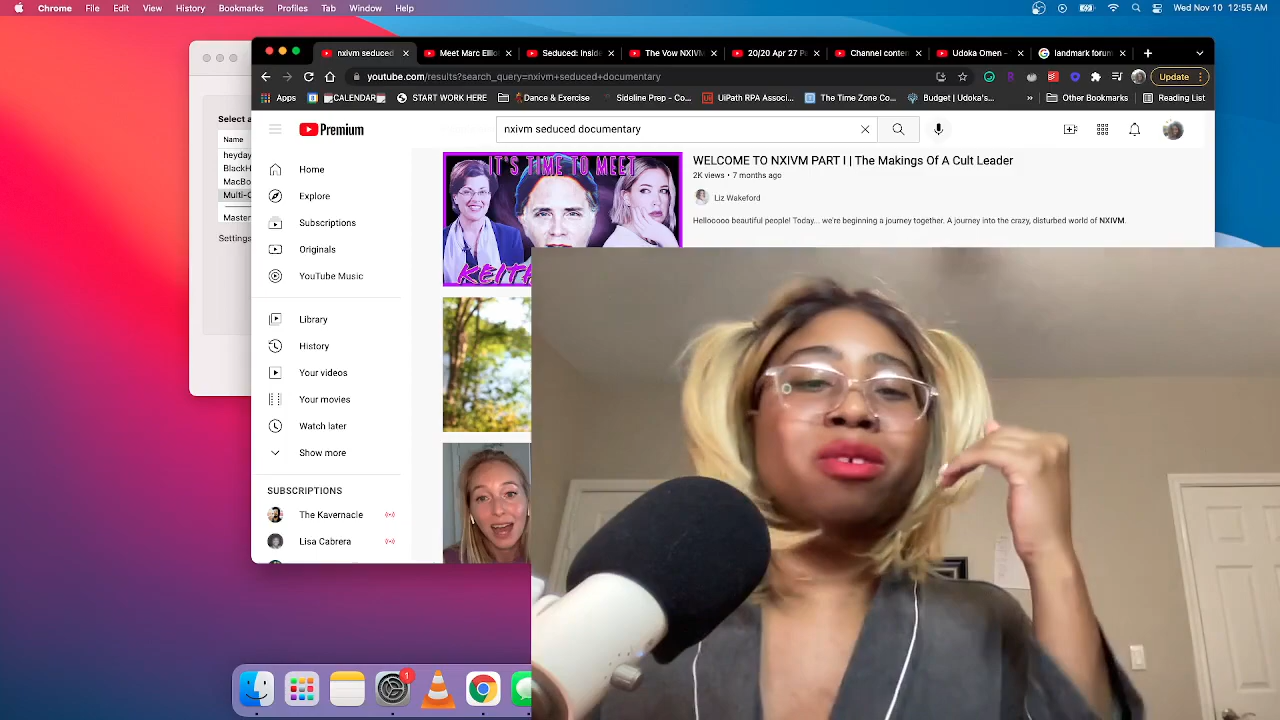 Chrome File Edit View History Bookmarks Profiles Tab Window Help
Wed Nov 10 12:55 AM
nxivm seduced
Meet Marc Ellio
Seduced: Inside
The Vow NXIVM
20/20 Apr 27 P
Channel conten
Udoka Omen -
landmark forum
youtube.com/results?search_query=nxivm+seduced+documentary
Update
Apps
CALENDAR
START WORK HERE
Dance & Exercise
Sideline Prep - Co...
UiPath RPA Assoc...
The Time Zone Co...
Budget | Udoka's...
»
Other Bookmarks
Reading List
Premium
nxivm seduced documentary
Select a
Name
heyday
BlackH
MacBo
Multi-O
Master
Settings
Home
Explore
Subscriptions
Originals
YouTube Music
Library
History
Your videos
Your movies
Watch later
Show more
SUBSCRIPTIONS
The Kavernacle
Lisa Cabrera
IT'S TIME TO MEET
KEITH
WELCOME TO NXIVM PART I | The Makings Of A Cult Leader
2K views • 7 months ago
Liz Wakeford
Hellooooo beautiful people! Today... we're beginning a journey together. A journey into the crazy, disturbed world of NXIVM.
1